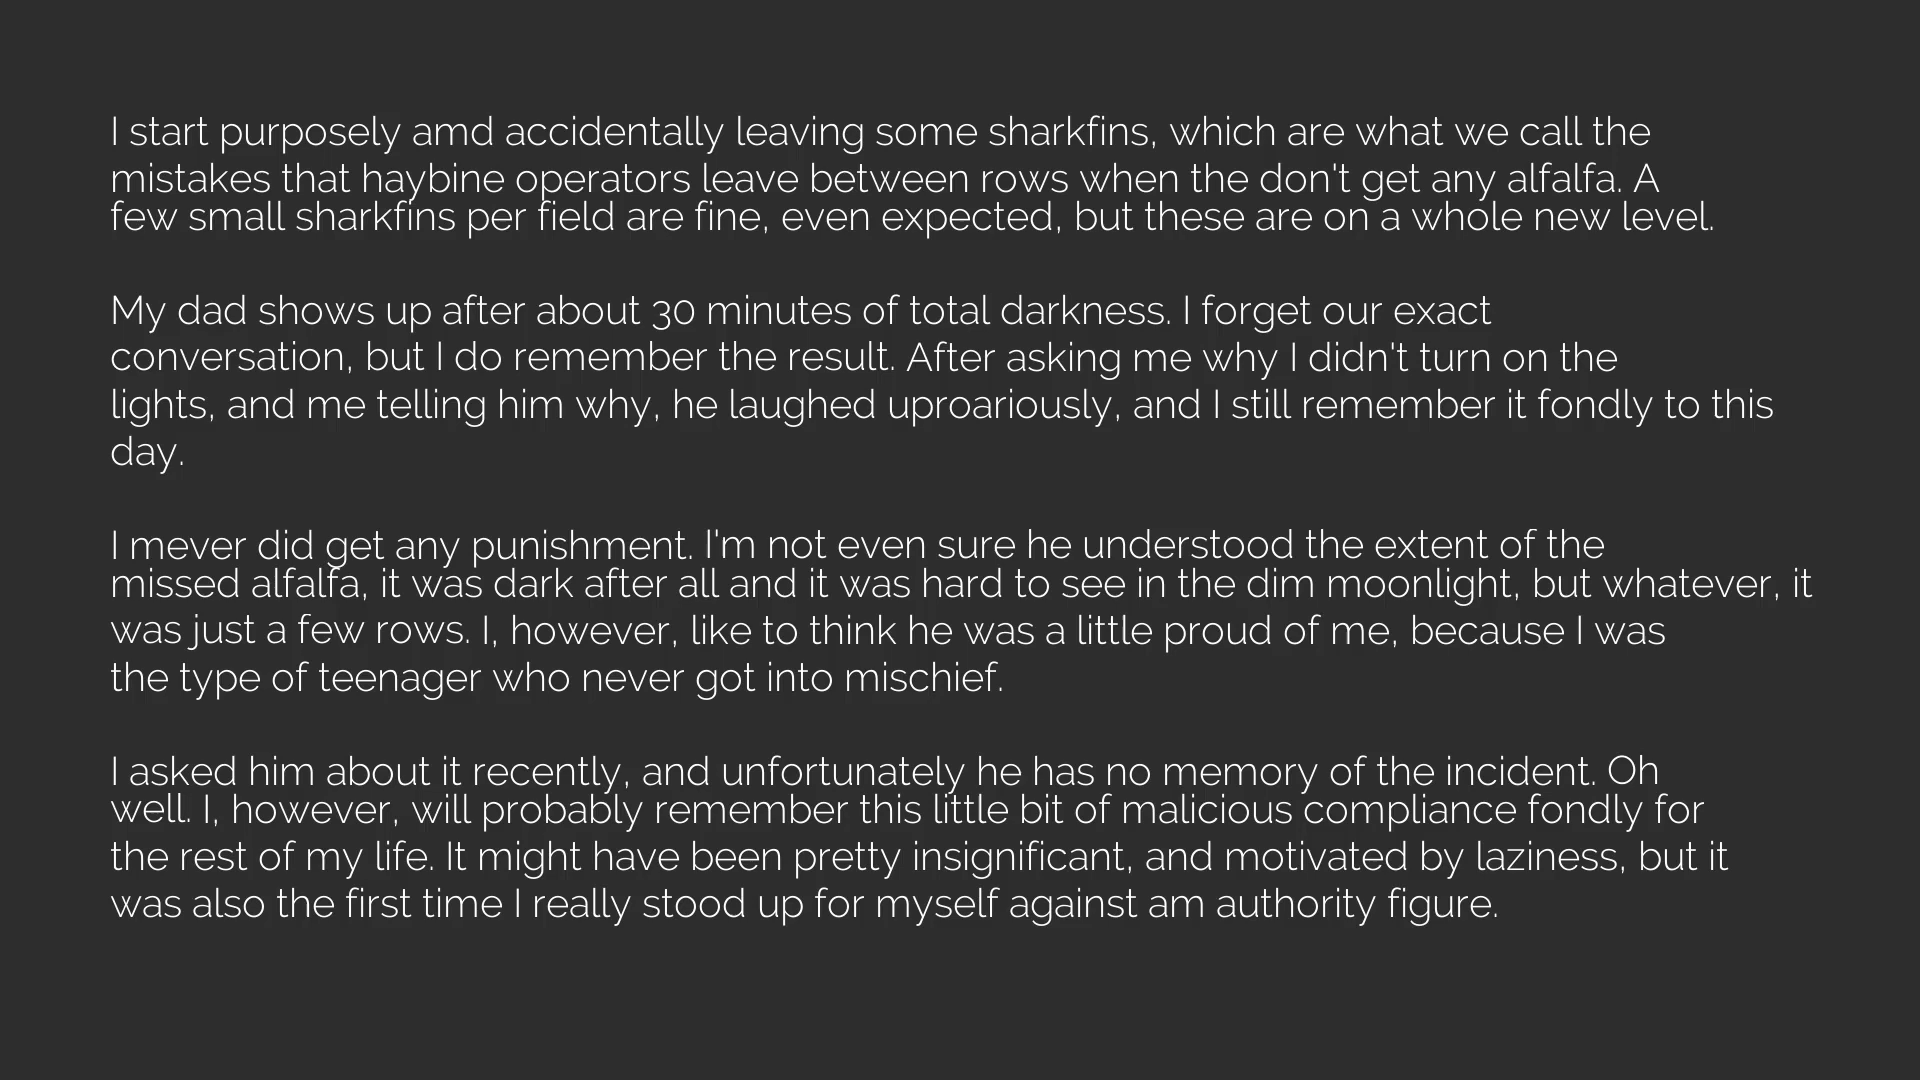 I start purposely amd accidentally leaving some sharkfins, which are what we call the
mistakes that haybine operators leave between rows when the don't get any alfalfa. A
few small sharkfins per field are fine, even expected, but these are on a whole new level.
My dad shows up after about 30 minutes of total darkness. I forget our exact
conversation, but I do remember the result. After asking me why I didn't turn on the
lights, and me telling him why, he laughed uproariously, and I still remember it fondly to this
day.
I mever did get any punishment. I'm not even sure he understood the extent of the
missed alfalfa, it was dark after all and it was hard to see in the dim moonlight, but whatever, it
was just a few rows. I, however, like to think he was a little proud of me, because I was
the type of teenager who never got into mischief.
I asked him about it recently, and unfortunately he has no memory of the incident. Oh
well. I, however, will probably remember this little bit of malicious compliance fondly for
the rest of my life. It might have been pretty insignificant, and motivated by laziness, but it
was also the first time I really stood up for myself against am authority figure.